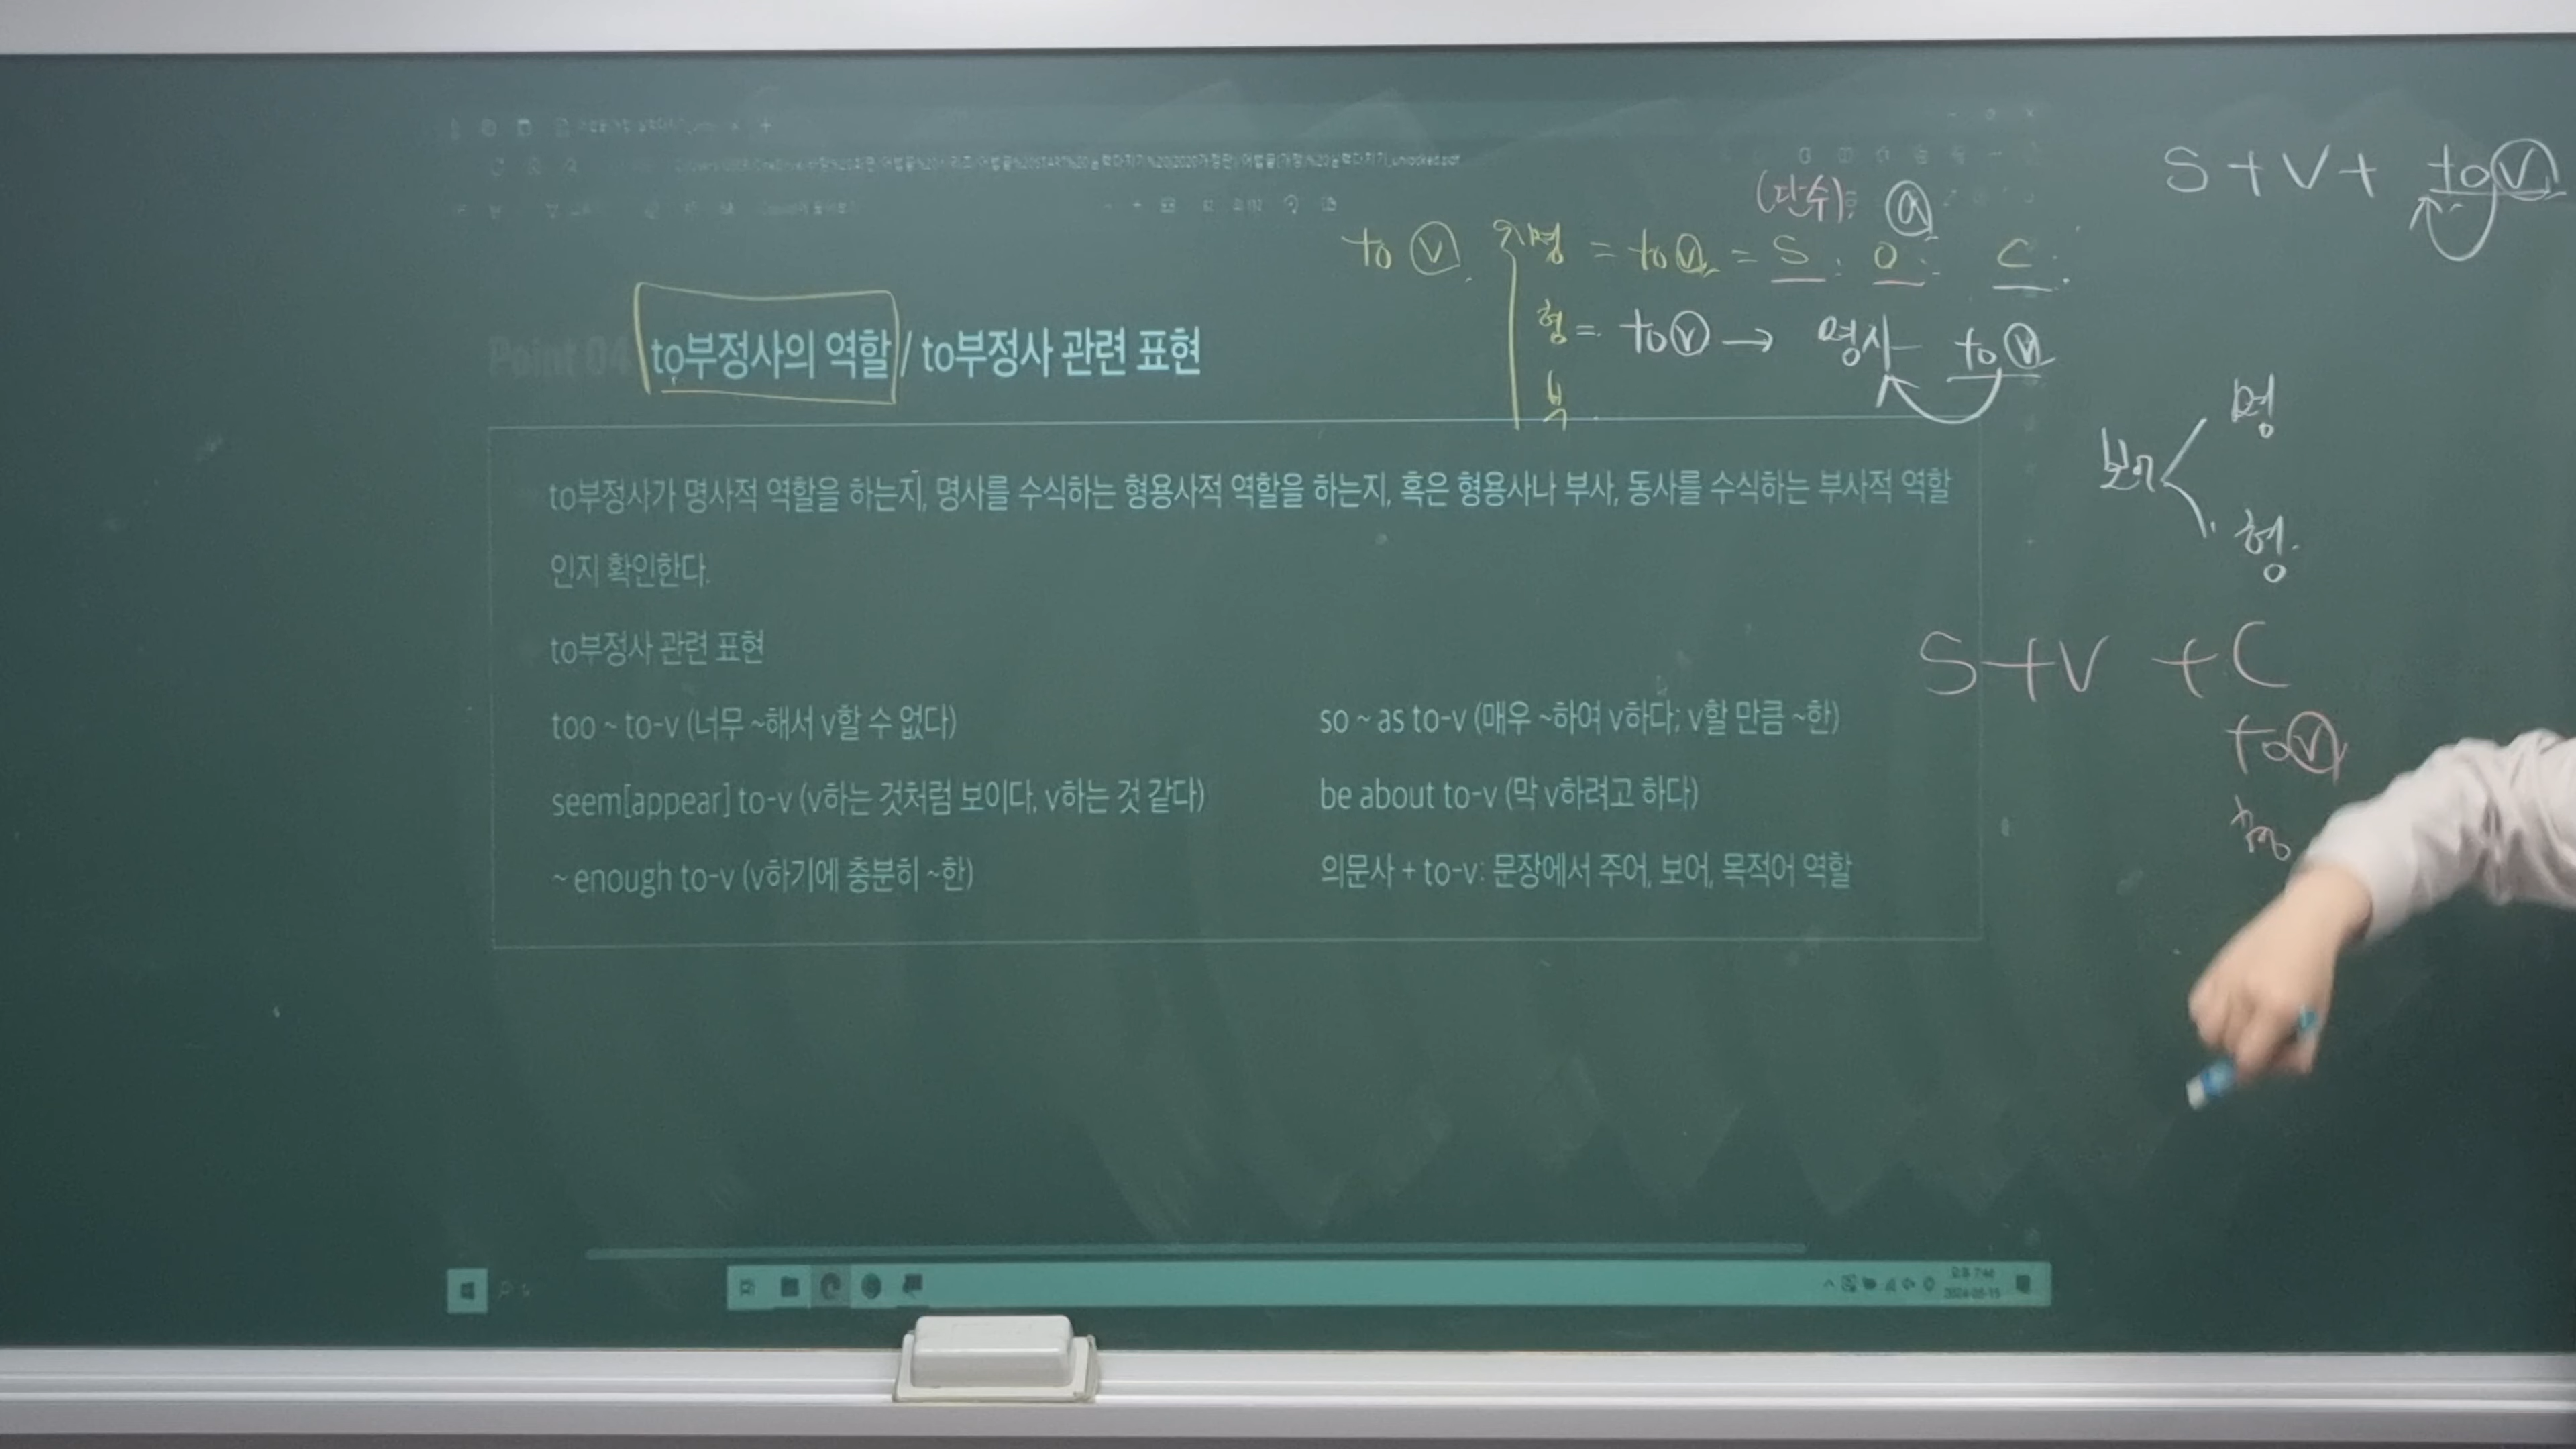 S + V + to ⓥ
(단수) ⓐ
to ⓥ 명 = to ⓥ = S O C
형 = to ⓥ → 명사 to ⓥ
부
Point 04 to부정사의 역할 / to부정사 관련 표현
보어 명
형
to부정사가 명사적 역할을 하는지, 명사를 수식하는 형용사적 역할을 하는지, 혹은 형용사나 부사, 동사를 수식하는 부사적 역할
인지 확인한다.
to부정사 관련 표현
S + V + C
to ⓥ
too ~ to-v (너무 ~해서 v할 수 없다)
so ~ as to-v (매우 ~하여 v하다; v할 만큼 ~한)
seem[appear] to-v (v하는 것처럼 보이다, v하는 것 같다)
be about to-v (막 v하려고 하다)
~ enough to-v (v하기에 충분히 ~한)
의문사 + to-v: 문장에서 주어, 보어, 목적어 역할